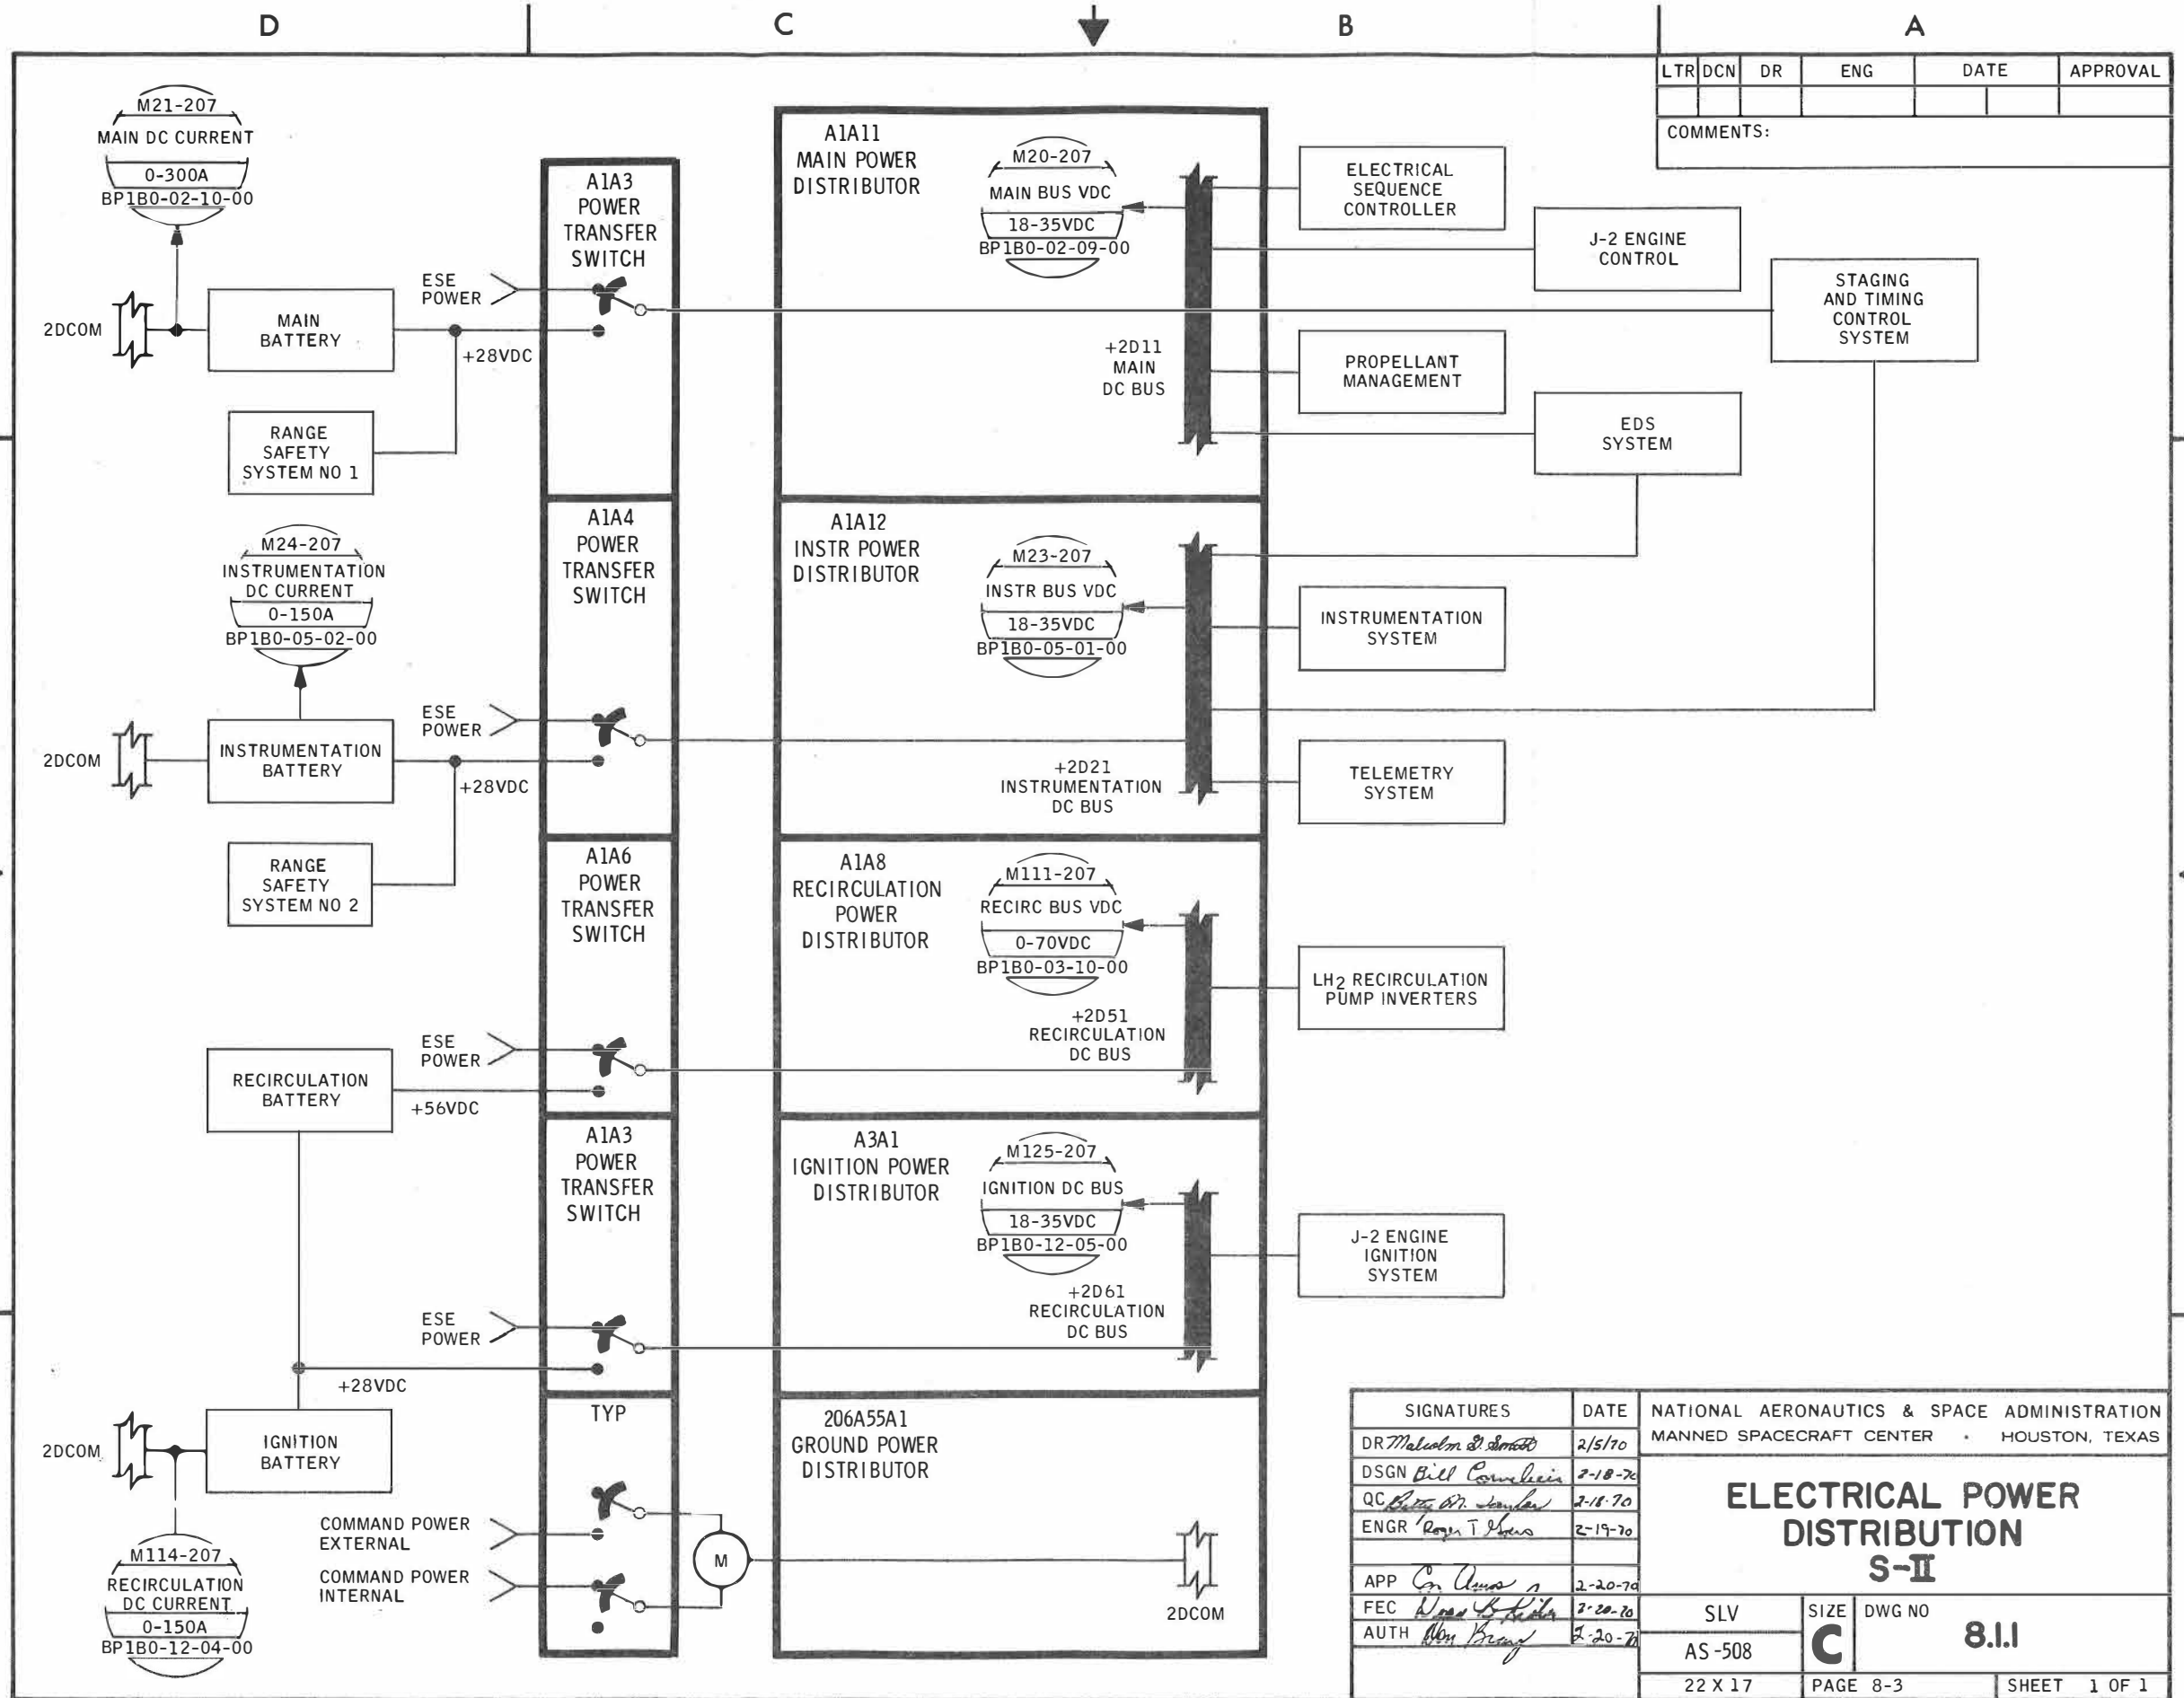 D
C
B
A
LTR DCN DR ENG DATE APPROVAL
COMMENTS:
M21-207
MAIN DC CURRENT
0-300A
BP1B0-02-10-00
2DCOM
MAIN
BATTERY
+28VDC
ESE
POWER
RANGE
SAFETY
SYSTEM NO 1
A1A3
POWER
TRANSFER
SWITCH
A1A11
MAIN POWER
DISTRIBUTOR
M20-207
MAIN BUS VDC
18-35VDC
BP1B0-02-09-00
+2D11
MAIN
DC BUS
ELECTRICAL
SEQUENCE
CONTROLLER
J-2 ENGINE
CONTROL
STAGING
AND TIMING
CONTROL
SYSTEM
PROPELLANT
MANAGEMENT
EDS
SYSTEM
M24-207
INSTRUMENTATION
DC CURRENT
0-150A
BP1B0-05-02-00
2DCOM
INSTRUMENTATION
BATTERY
+28VDC
ESE
POWER
RANGE
SAFETY
SYSTEM NO 2
A1A4
POWER
TRANSFER
SWITCH
A1A12
INSTR POWER
DISTRIBUTOR
M23-207
INSTR BUS VDC
18-35VDC
BP1B0-05-01-00
+2D21
INSTRUMENTATION
DC BUS
INSTRUMENTATION
SYSTEM
TELEMETRY
SYSTEM
A1A6
POWER
TRANSFER
SWITCH
A1A8
RECIRCULATION
POWER
DISTRIBUTOR
M111-207
RECIRC BUS VDC
0-70VDC
BP1B0-03-10-00
+2D51
RECIRCULATION
DC BUS
LH2 RECIRCULATION
PUMP INVERTERS
ESE
POWER
RECIRCULATION
BATTERY
+56VDC
A1A3
POWER
TRANSFER
SWITCH
A3A1
IGNITION POWER
DISTRIBUTOR
M125-207
IGNITION DC BUS
18-35VDC
BP1B0-12-05-00
+2D61
RECIRCULATION
DC BUS
J-2 ENGINE
IGNITION
SYSTEM
ESE
POWER
+28VDC
2DCOM
IGNITION
BATTERY
M114-207
RECIRCULATION
DC CURRENT
0-150A
BP1B0-12-04-00
TYP
COMMAND POWER
EXTERNAL
COMMAND POWER
INTERNAL
M
206A55A1
GROUND POWER
DISTRIBUTOR
2DCOM
SIGNATURES DATE
DR Malcolm 2/5/70
DSGN Bill 2-18-70
QC Betty M. 2-18-70
ENGR Roger T 2-19-70
APP 2-20-70
FEC 2-20-70
AUTH Don 2-20-70
NATIONAL AERONAUTICS & SPACE ADMINISTRATION
MANNED SPACECRAFT CENTER · HOUSTON, TEXAS
ELECTRICAL POWER
DISTRIBUTION
S-II
SLV
AS-508
SIZE
C
DWG NO
8.1.1
22 X 17
PAGE 8-3
SHEET 1 OF 1